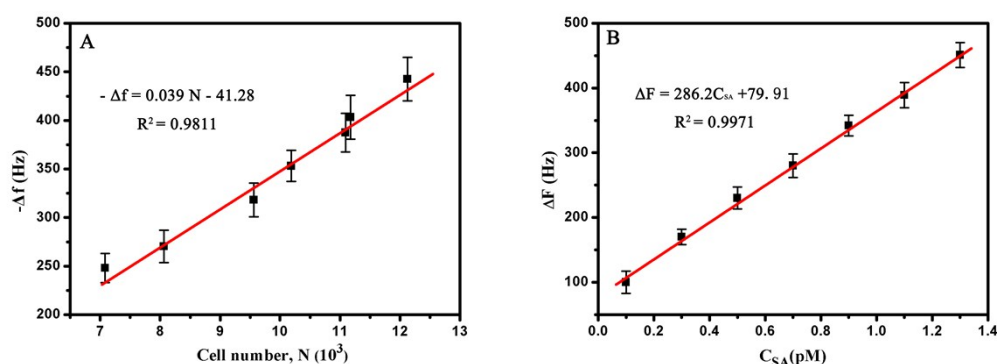 A
- Δf = 0.039 N - 41.28
R² = 0.9811
-Δf (Hz)
500
450
400
350
300
250
200
7 8 9 10 11 12 13
Cell number, N (10³)
B
ΔF = 286.2C_SA +79.91
R² = 0.9971
ΔF (Hz)
500
400
300
200
100
0.0 0.2 0.4 0.6 0.8 1.0 1.2 1.4
C_SA(pM)